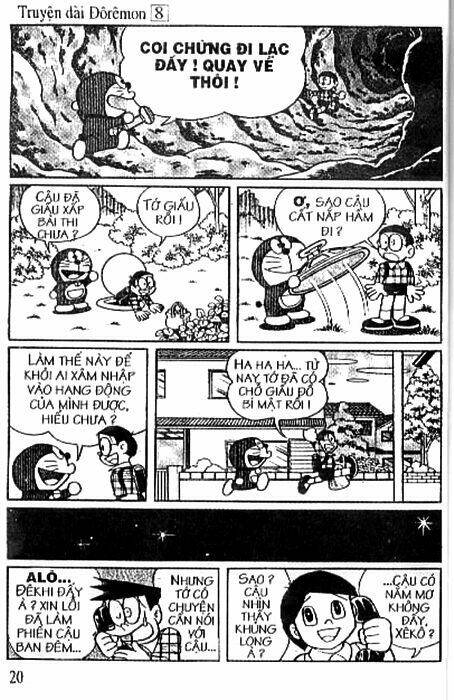 Truyện dài Đôrêmon 8
COI CHỪNG ĐI LẠC
ĐẤY ! QUAY VỀ
THÔI !
CẬU ĐÃ
GIẤU XẤP
BÀI THI
CHƯA ?
TỚ GIẤU
RỒI !
Ơ, SAO CẬU
CẤT NẮP HẦM
ĐI ?
LÀM THẾ NÀY ĐỂ
KHỎI AI XÂM NHẬP
VÀO HANG ĐỘNG
CỦA MÌNH ĐƯỢC,
HIỂU CHƯA ?
HA HA HA... TỪ
NAY TỚ ĐÃ CÓ
CHỖ GIẤU ĐỒ
BÍ MẬT RỒI !
ALÔ...
ĐÊKHI ĐẤY
À ? XIN LỖI
ĐÃ LÀM
PHIỀN CẬU
BAN ĐÊM...
NHƯNG
TỚ CÓ
CHUYỆN
CẦN NÓI
VỚI
CẬU...
SAO ?
CẬU
NHÌN
THẤY
KHỦNG
LONG
À ?
...CẬU CÓ
NẰM MƠ
KHÔNG
ĐẤY,
XÊKÔ ?
20